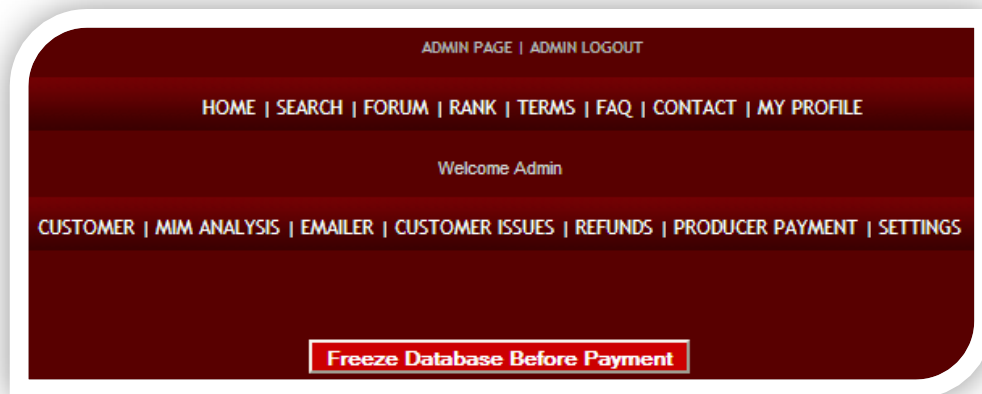 ADMIN PAGE | ADMIN LOGOUT
HOME | SEARCH | FORUM | RANK | TERMS | FAQ | CONTACT | MY PROFILE
Welcome Admin
CUSTOMER | MIM ANALYSIS | EMAILER | CUSTOMER ISSUES | REFUNDS | PRODUCER PAYMENT | SETTINGS
Freeze Database Before Payment